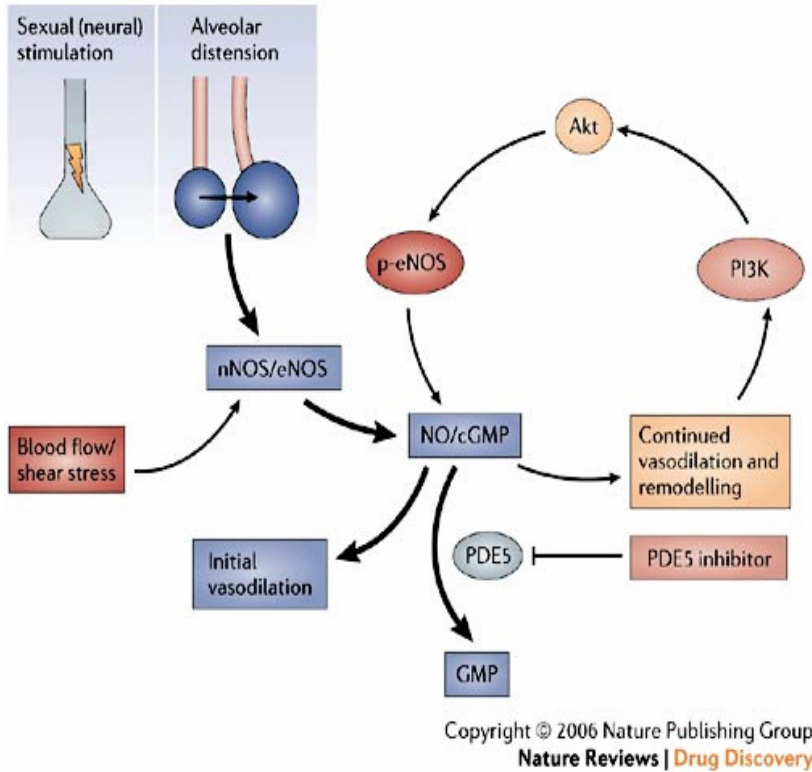 Sexual (neural)
stimulation
Alveolar
distension
Akt
p-eNOS
PI3K
nNOS/eNOS
Blood flow/
shear stress
NO/cGMP
Continued
vasodilation and
remodelling
Initial
vasodilation
PDE5
PDE5 inhibitor
GMP
Copyright © 2006 Nature Publishing Group
Nature Reviews | Drug Discovery